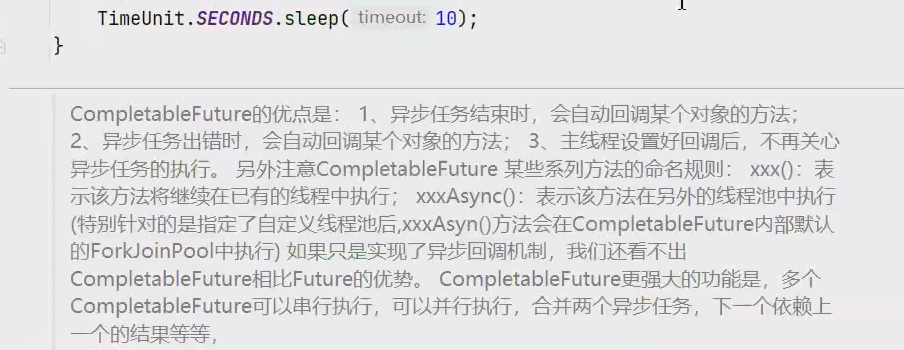 TimeUnit.SECONDS.sleep( timeout: 10);
}
CompletableFuture的优点是： 1、异步任务结束时，会自动回调某个对象的方法；
2、异步任务出错时，会自动回调某个对象的方法； 3、主线程设置好回调后，不再关心
异步任务的执行。 另外注意CompletableFuture 某些系列方法的命名规则： xxx()：表
示该方法将继续在已有的线程中执行； xxxAsync()：表示该方法在另外的线程池中执行
(特别针对的是指定了自定义线程池后,xxxAsyn()方法会在CompletableFuture内部默认
的ForkJoinPool中执行) 如果只是实现了异步回调机制，我们还看不出
CompletableFuture相比Future的优势。 CompletableFuture更强大的功能是，多个
CompletableFuture可以串行执行，可以并行执行，合并两个异步任务，下一个依赖上
一个的结果等等，